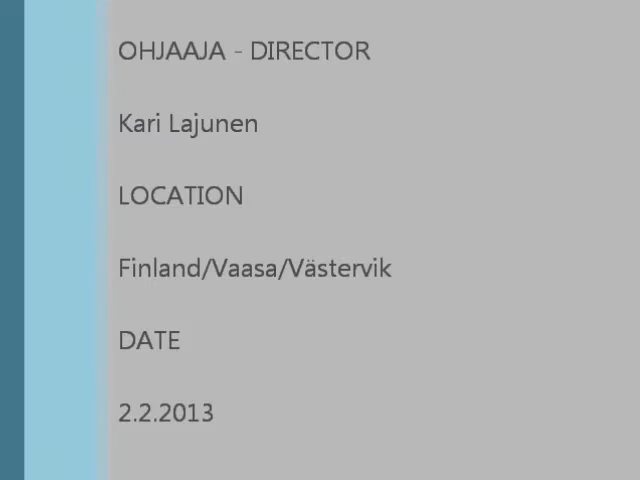 OHJAAJA - DIRECTOR
Kari Lajunen
LOCATION
Finland/Vaasa/Västervik
DATE
2.2.2013